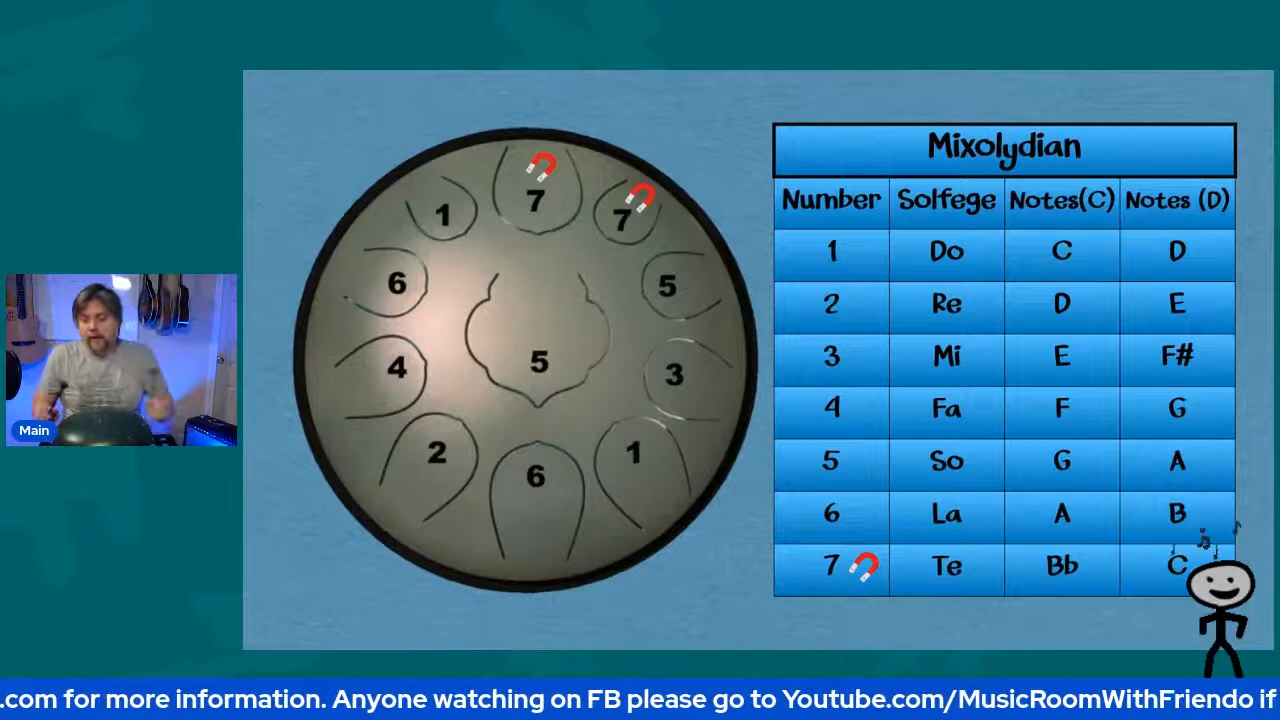 7
7
1
6
5
5
4
3
2
6
1
Mixolydian
Number Solfege Notes(C) Notes (D)
1 Do C D
2 Re D E
3 Mi E F#
4 Fa F G
5 So G A
6 La A B
7 Te Bb C
Main
.com for more information. Anyone watching on FB please go to Youtube.com/MusicRoomWithFriendo if